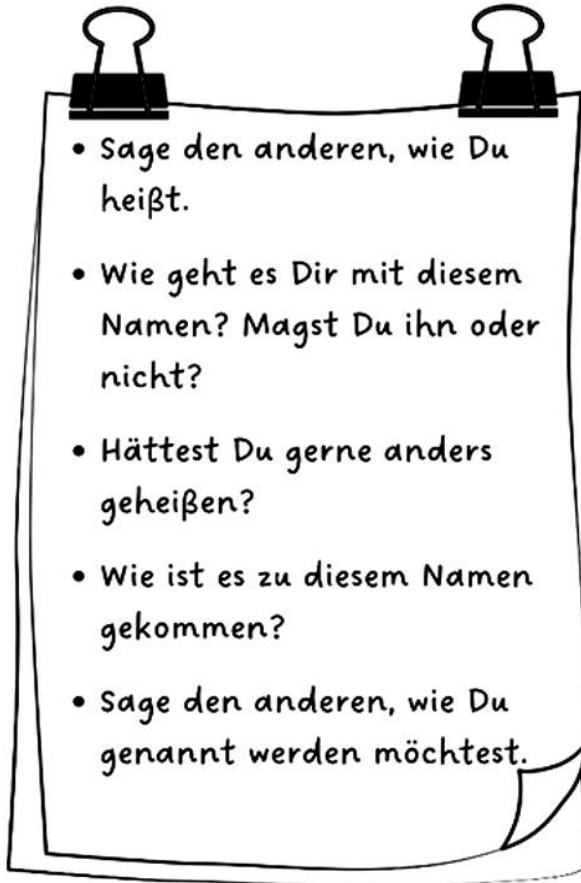 • Sage den anderen, wie Du
heißt.
• Wie geht es Dir mit diesem
Namen? Magst Du ihn oder
nicht?
• Hättest Du gerne anders
geheißen?
• Wie ist es zu diesem Namen
gekommen?
• Sage den anderen, wie Du
genannt werden möchtest.